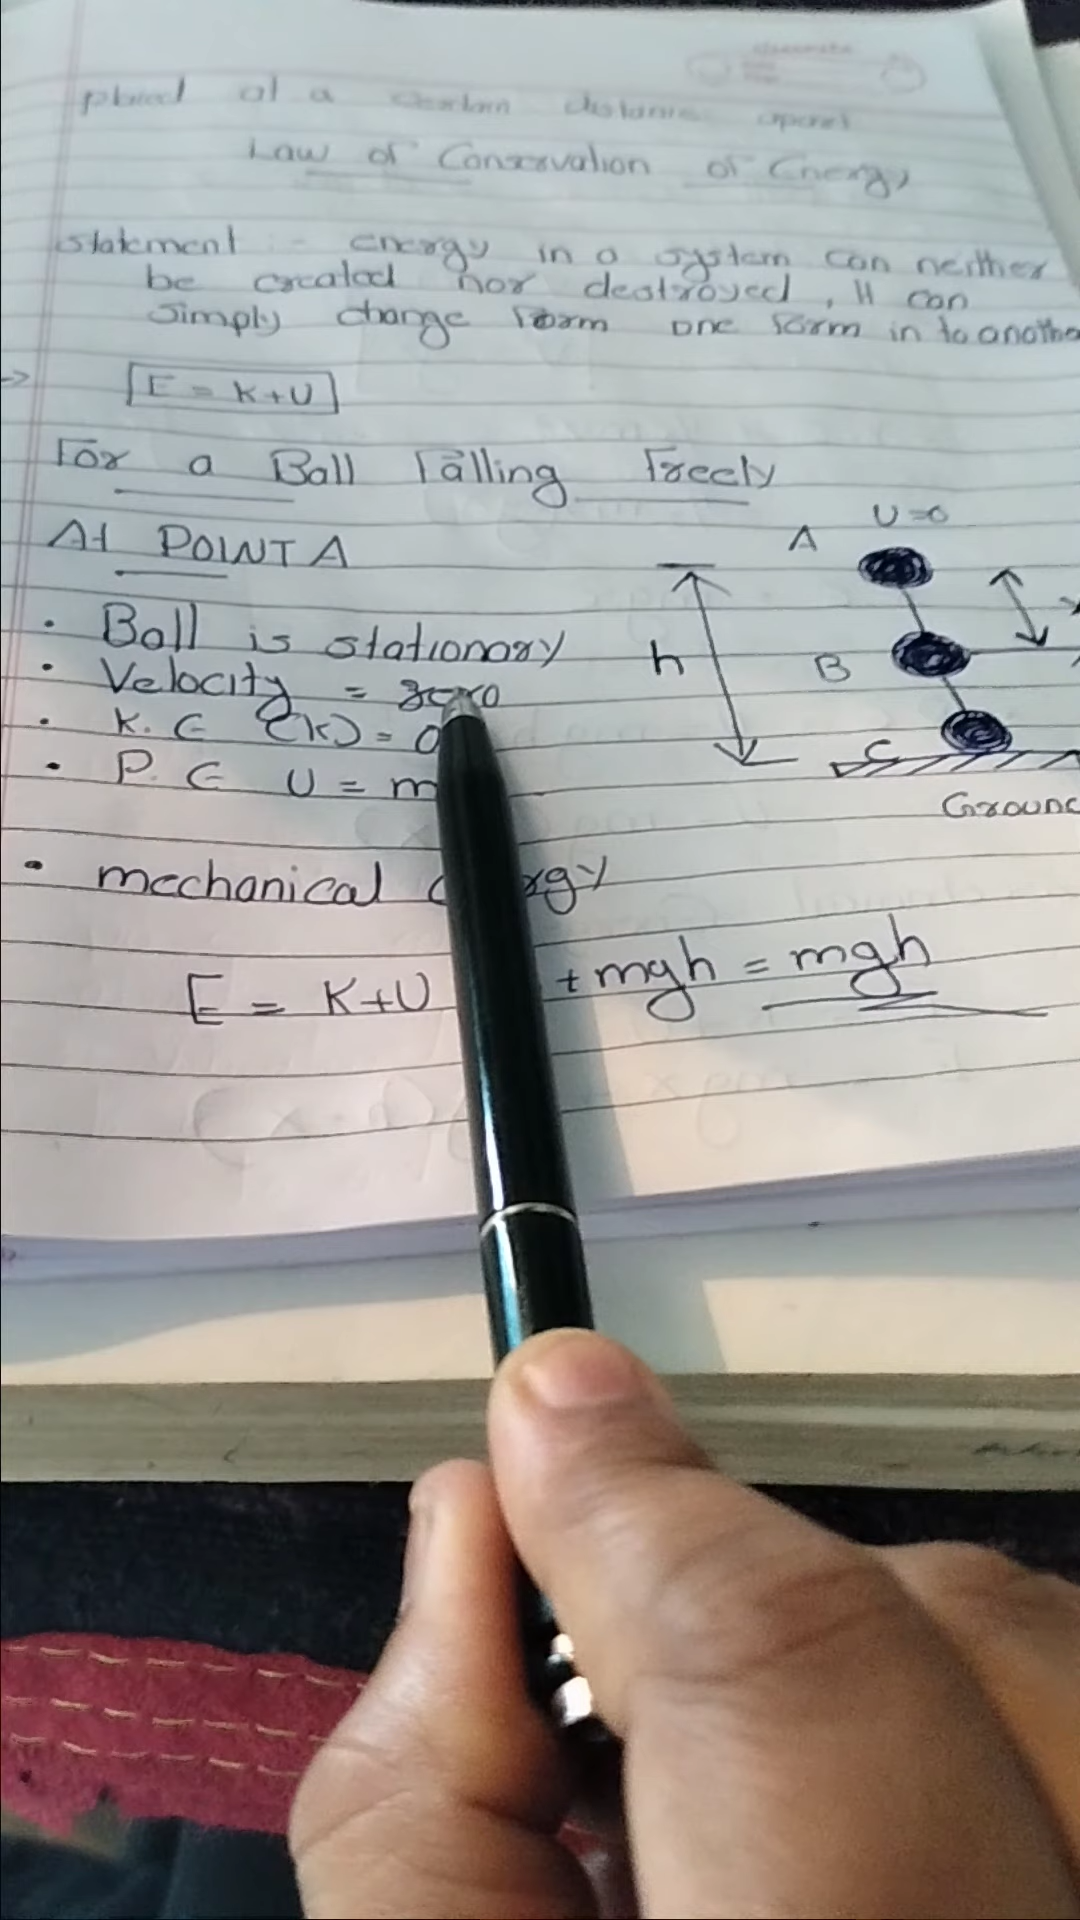 placed at a certain distance apart
Law of Conservation of Energy
statement :- energy in a system can neither
be created nor destroyed, It can
simply change form one form in to anothe
→ E = K+U
For a Ball Falling Freely
At POINT A
• Ball is stationary
• Velocity = zero
• K. E (K) = 0
• P. E U = m
• mechanical
E = K+U + mgh = mgh
U=0
A
h
B
C
Ground